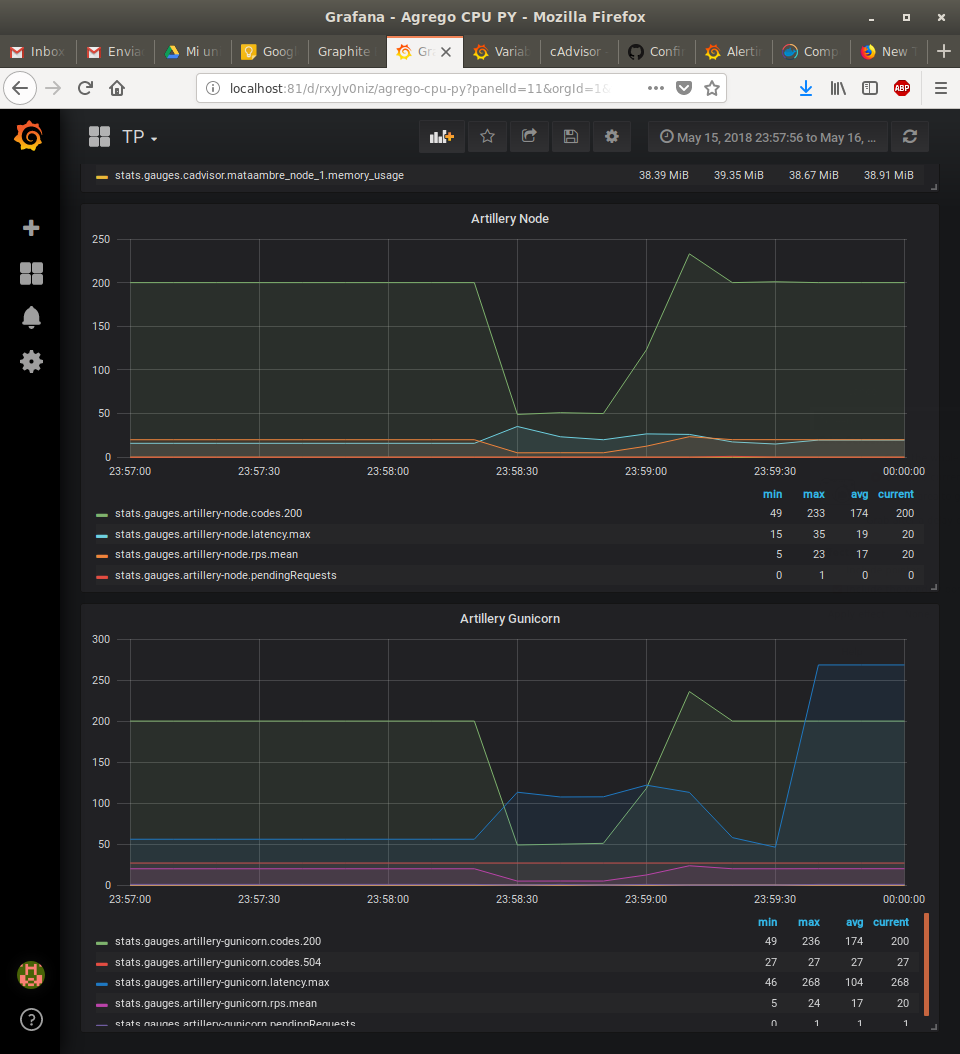 Grafana - Agrego CPU PY - Mozilla Firefox
Inbo Envia Mi un Goog Graphite Gr Varial cAdvisor Confi Alerti Comp New T
localhost:81/d/rxyJv0niz/agrego-cpu-py?panelId=11&orgId=1& ABP
TP May 15, 2018 23:57:56 to May 16, ...
stats.gauges.cadvisor.mataambre_node_1.memory_usage 38.39 MiB 39.35 MiB 38.67 MiB 38.91 MiB
Artillery Node
250
200
150
100
50
0
23:57:00 23:57:30 23:58:00 23:58:30 23:59:00 23:59:30 00:00:00
min max avg current
stats.gauges.artillery-node.codes.200 49 233 174 200
stats.gauges.artillery-node.latency.max 15 35 19 20
stats.gauges.artillery-node.rps.mean 5 23 17 20
stats.gauges.artillery-node.pendingRequests 0 1 0 0
Artillery Gunicorn
300
250
200
150
100
50
0
23:57:00 23:57:30 23:58:00 23:58:30 23:59:00 23:59:30 00:00:00
min max avg current
stats.gauges.artillery-gunicorn.codes.200 49 236 174 200
stats.gauges.artillery-gunicorn.codes.504 27 27 27 27
stats.gauges.artillery-gunicorn.latency.max 46 268 104 268
stats.gauges.artillery-gunicorn.rps.mean 5 24 17 20
stats.gauges.artillery-gunicorn.pendingRequests 0 1 1 1
?